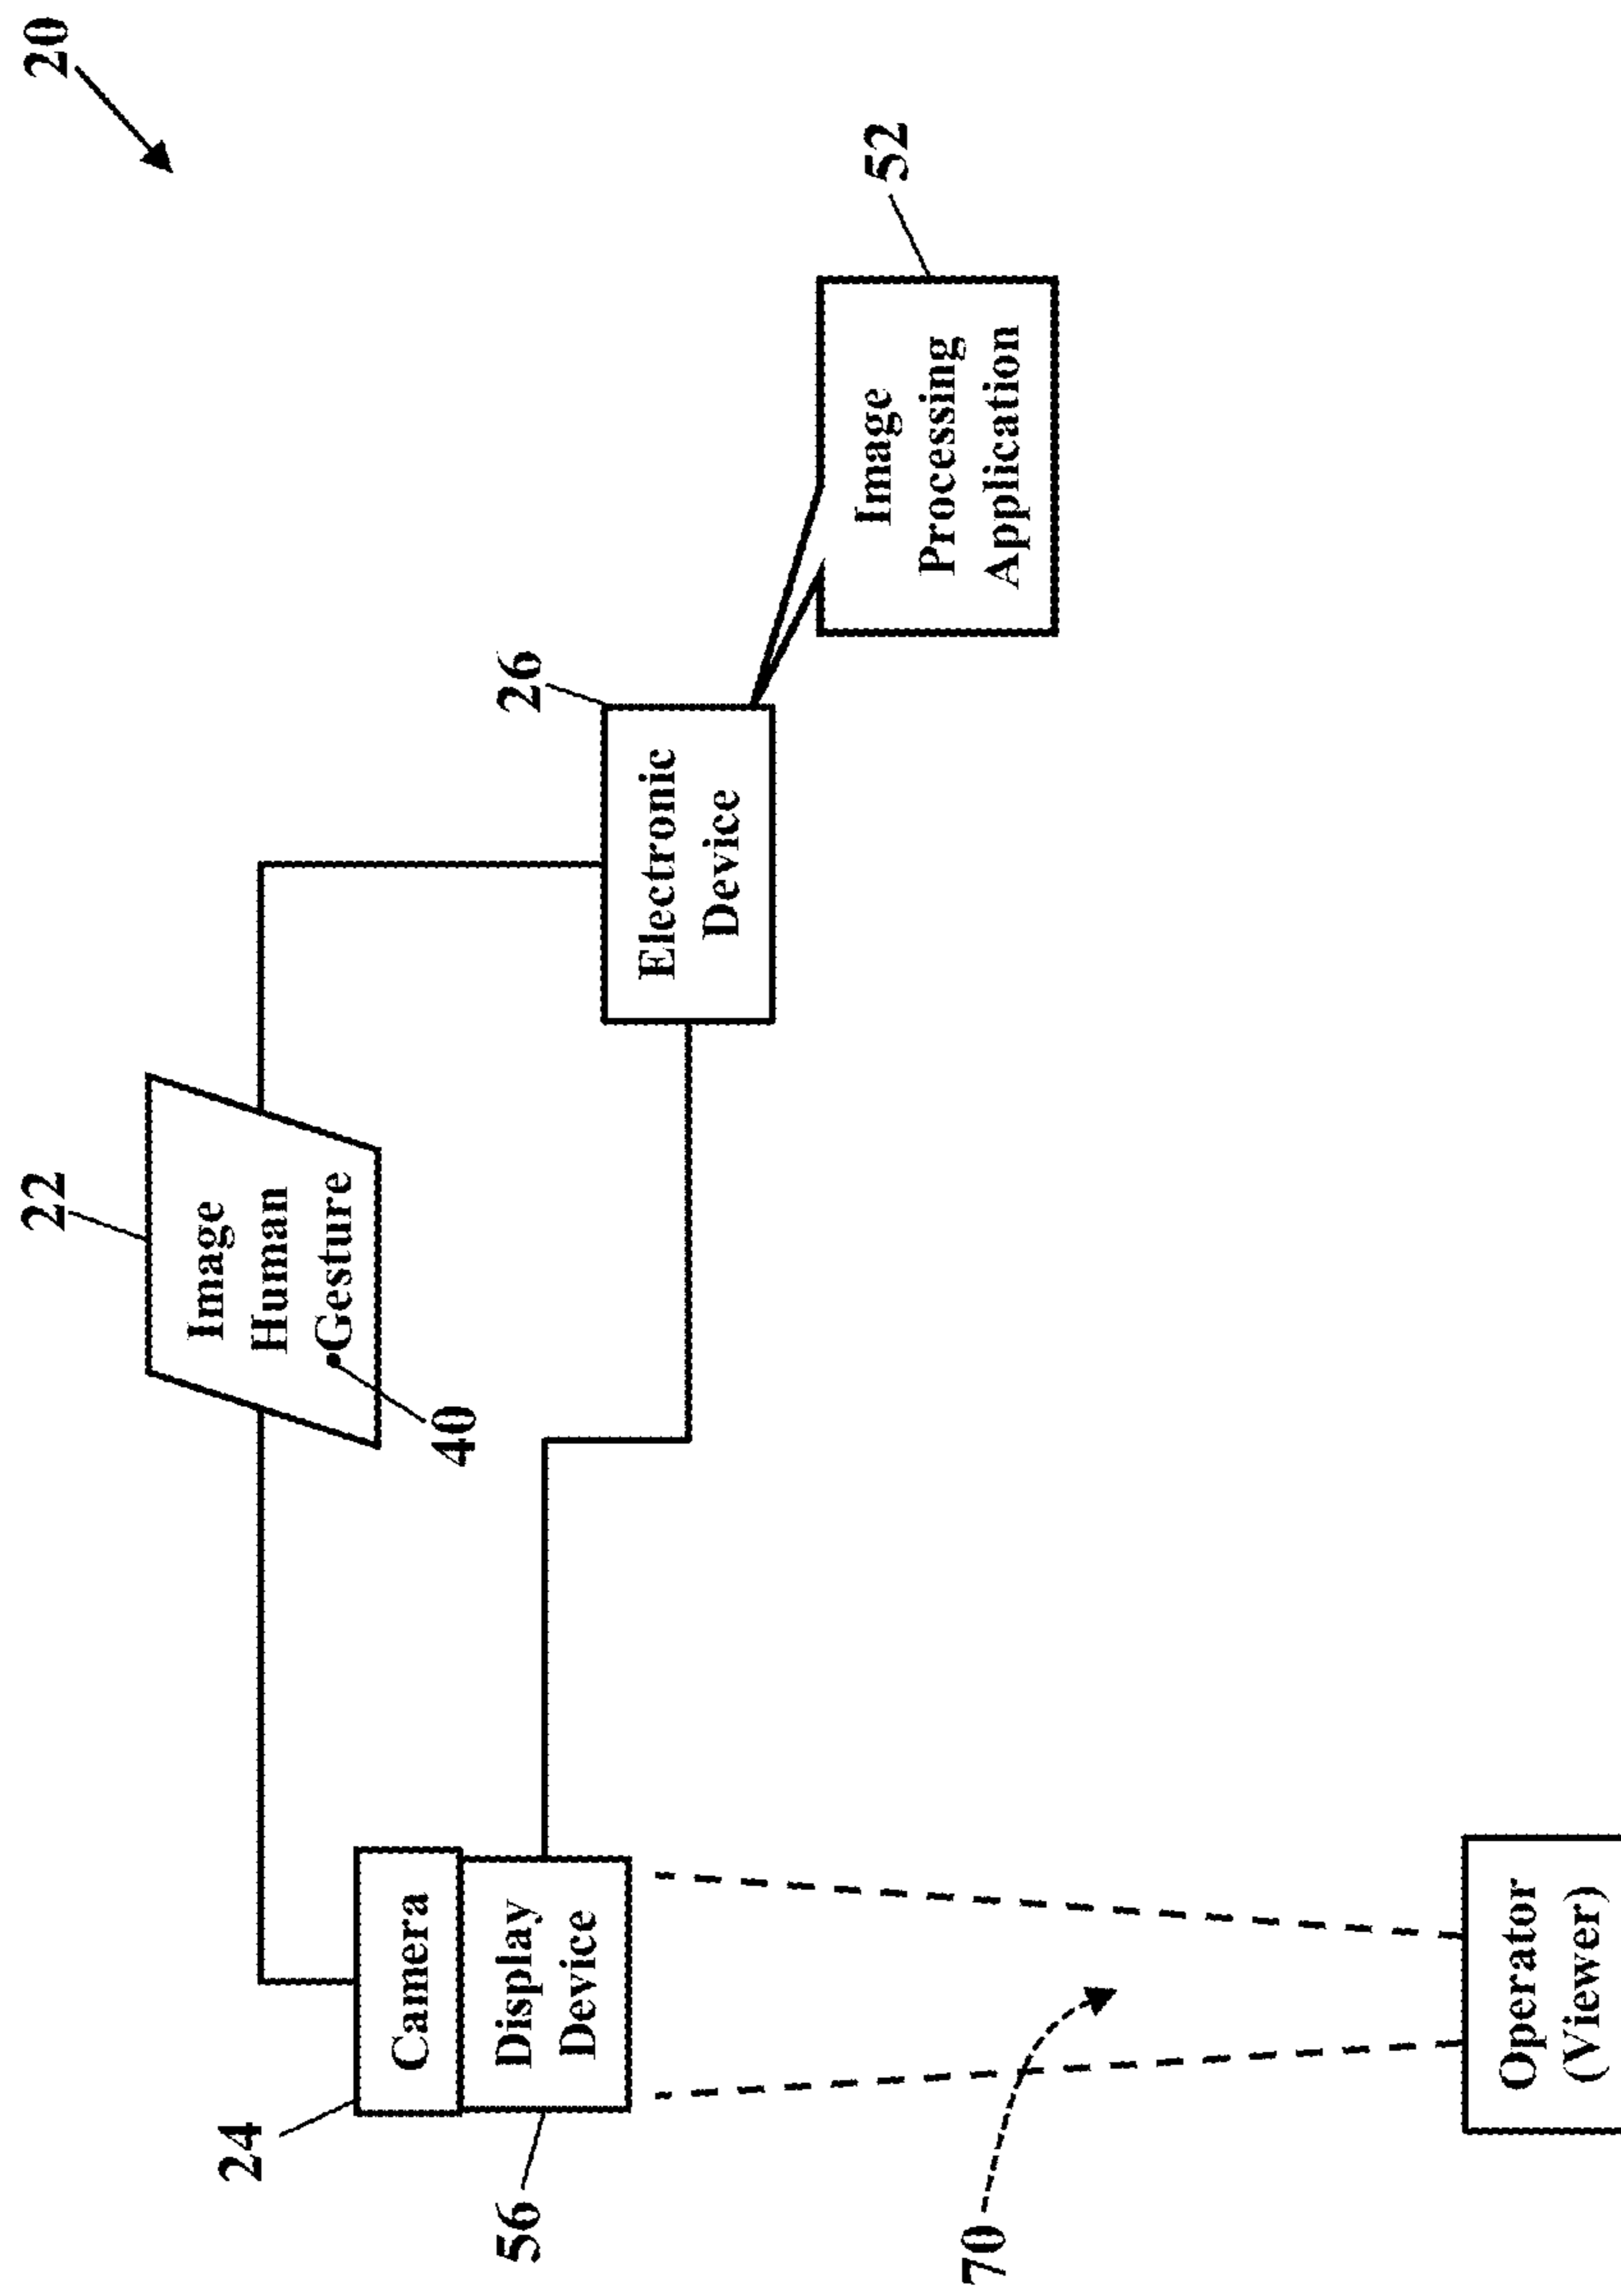 20
22
Image
Human
Gesture
40
24
Camera
56
Display
Device
26
Electronic
Device
52
Image
Processing
Application
70
Operator
(Viewer)